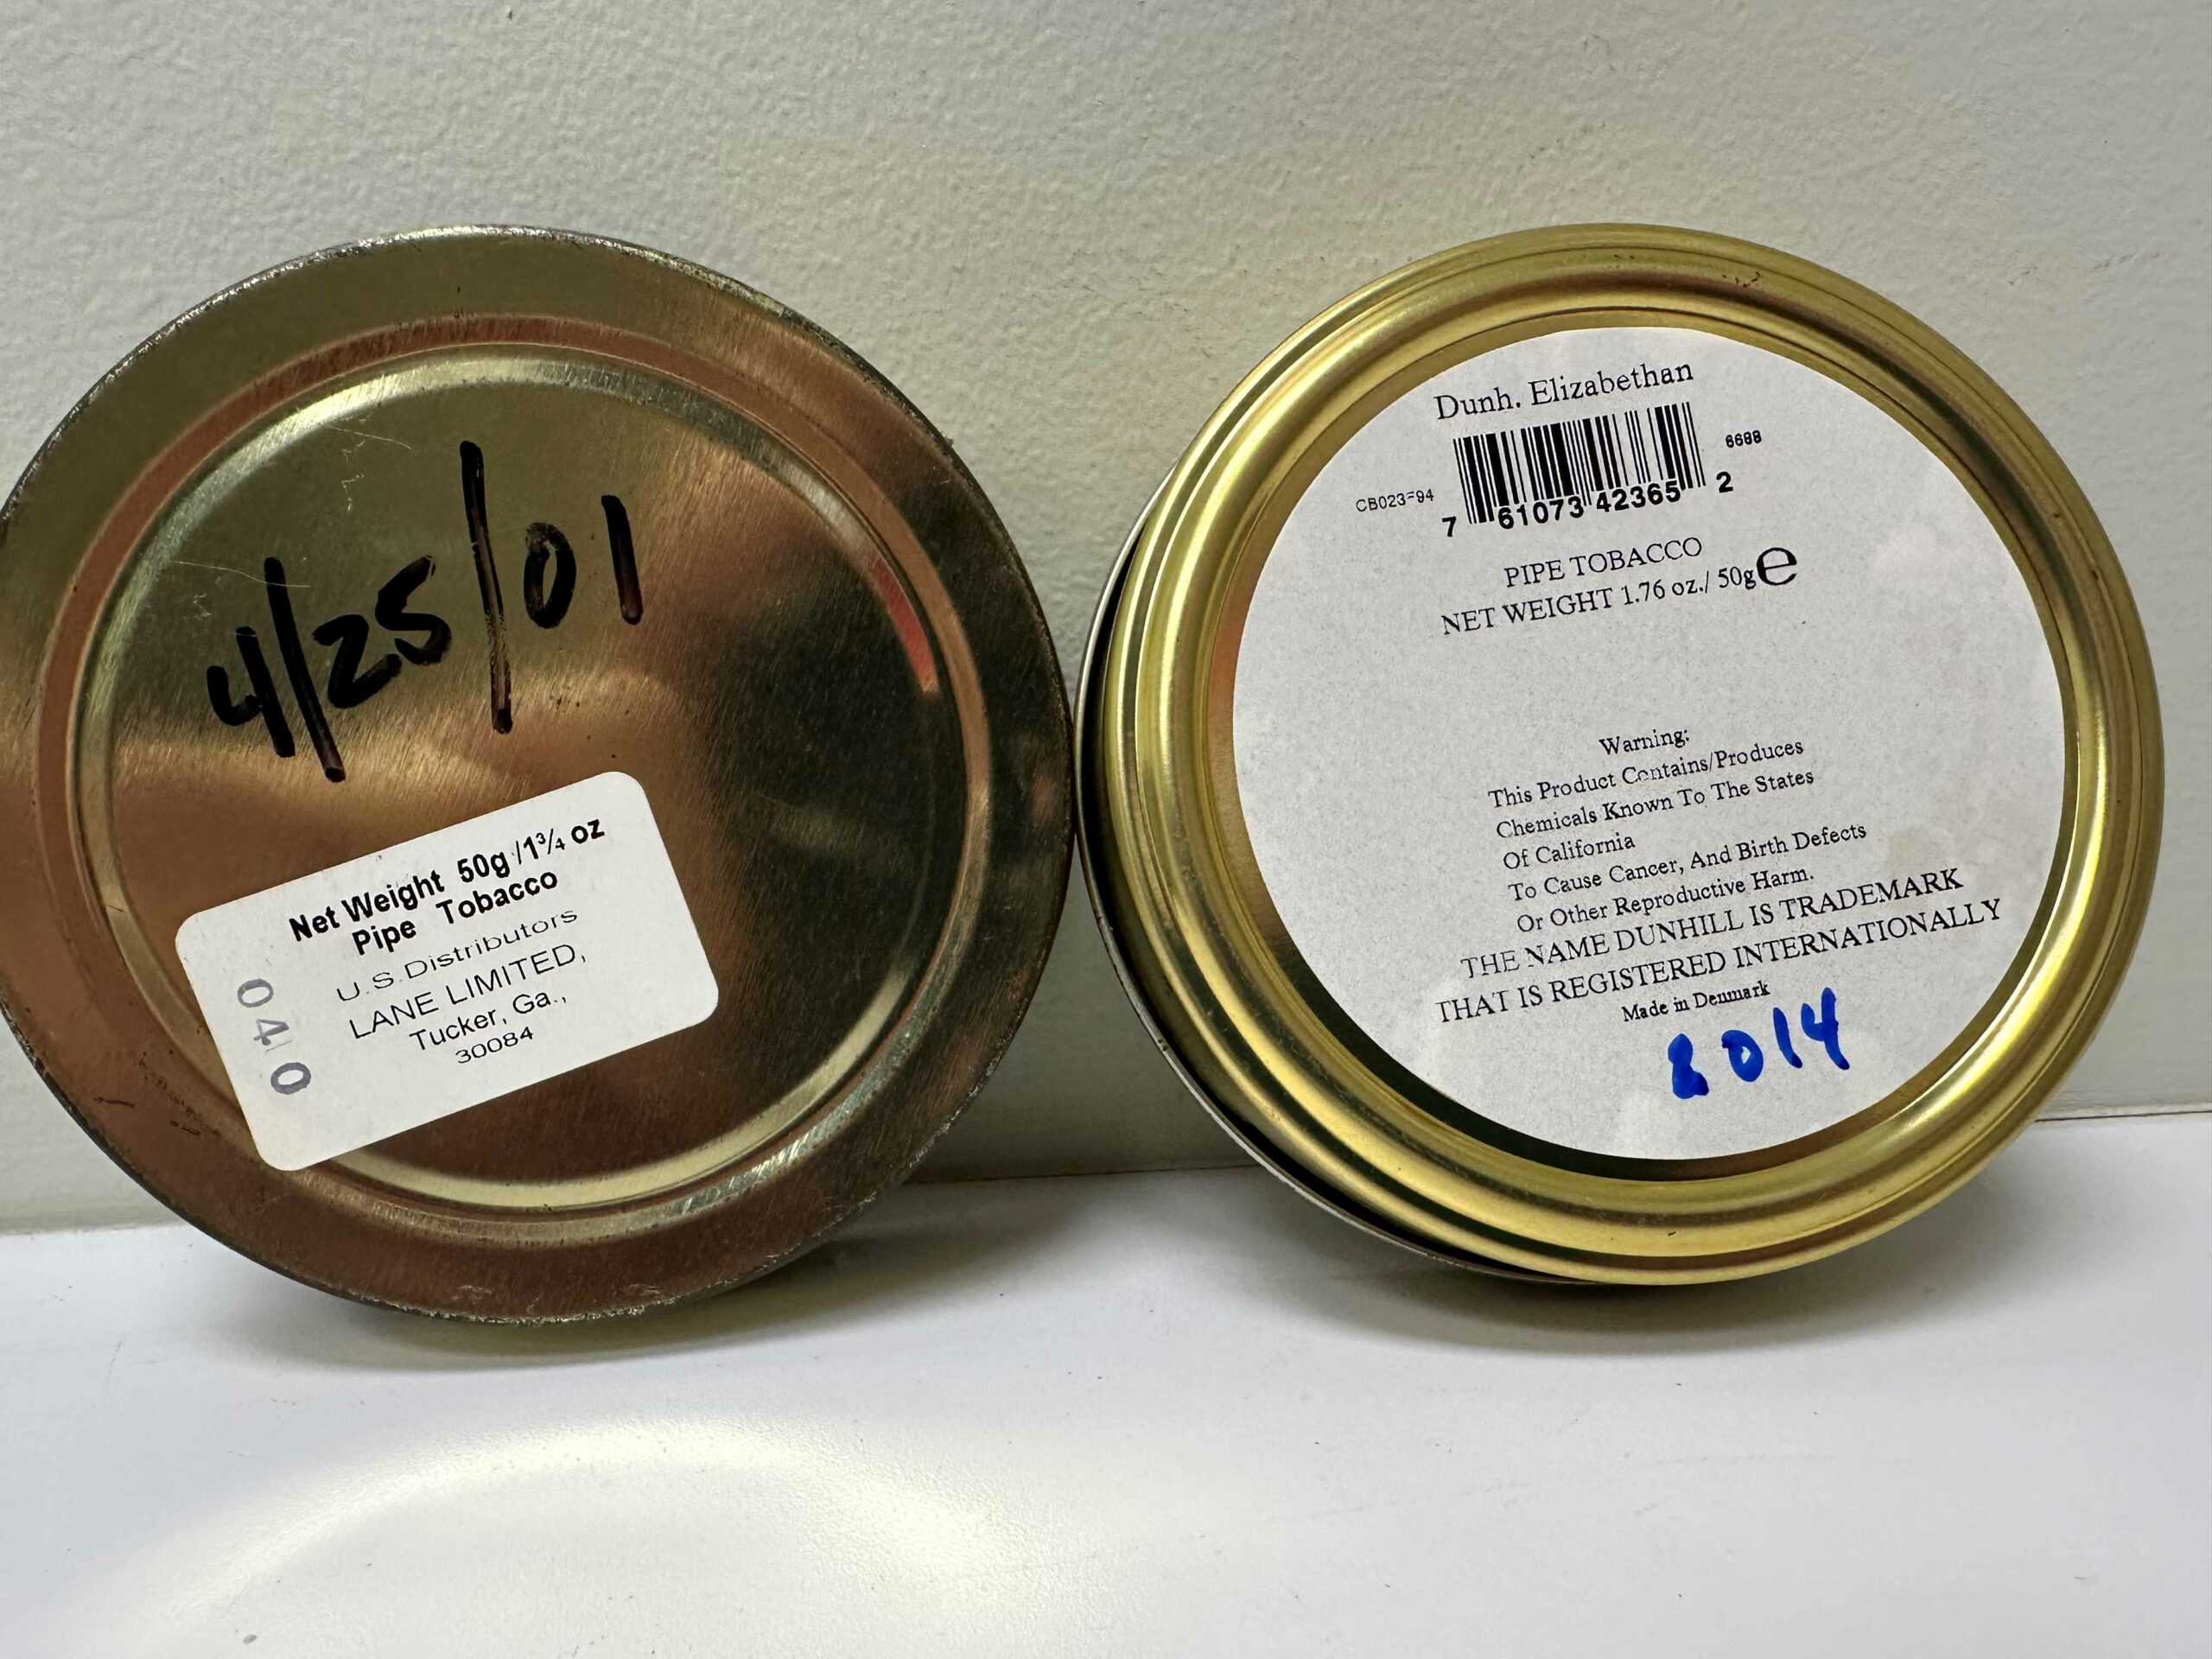 4/25/01
Net Weight 50g/1¾ oz
Pipe Tobacco
U.S.Distributors
LANE LIMITED,
Tucker, Ga.,
30084
040
Dunh. Elizabethan
6698
CB023-94
7 61073 42365 2
PIPE TOBACCO
NET WEIGHT 1.76 oz./ 50g e
Warning:
This Product Contains/Produces
Chemicals Known To The States
Of California
To Cause Cancer, And Birth Defects
Or Other Reproductive Harm.
THE NAME DUNHILL IS TRADEMARK
THAT IS REGISTERED INTERNATIONALLY
Made in Denmark
2014